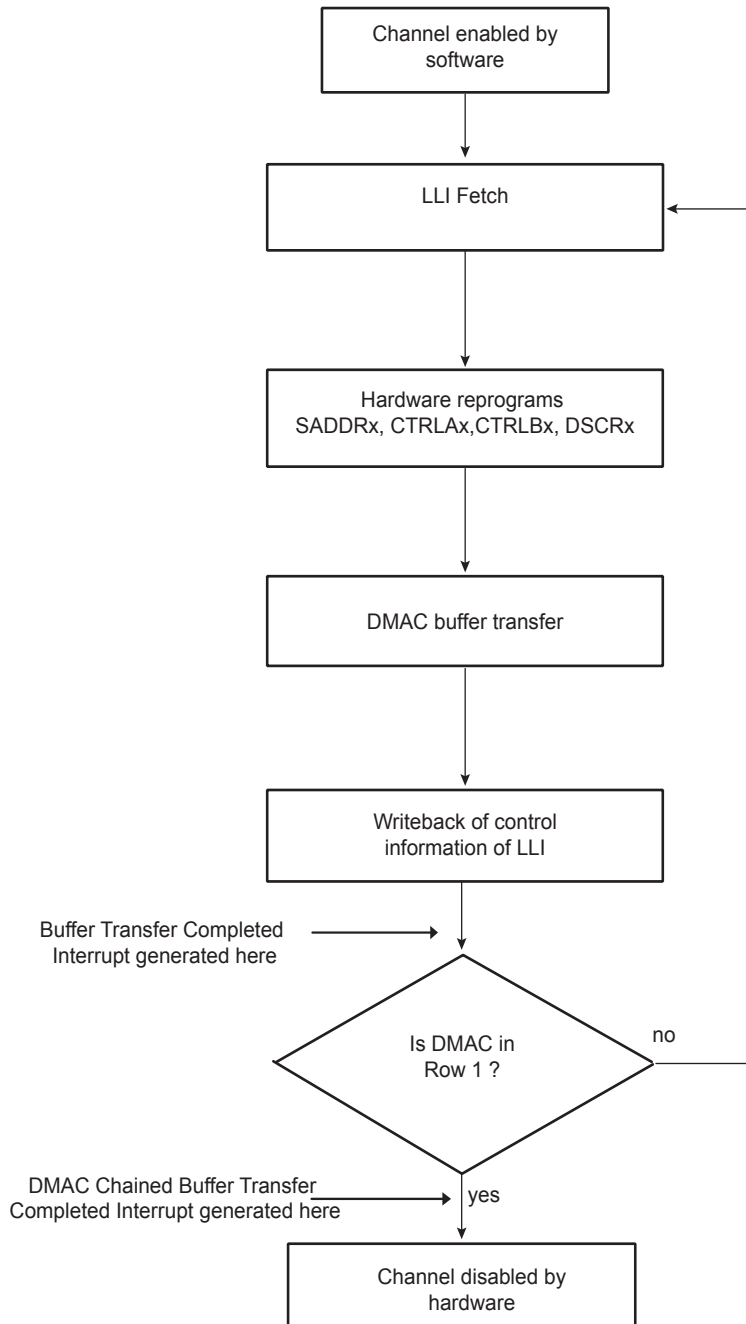 Channel enabled by
software
LLI Fetch
Hardware reprograms
SADDRx, CTRLAx,CTRLBx, DSCRx
DMAC buffer transfer
Writeback of control
information of LLI
Buffer Transfer Completed
Interrupt generated here
Is DMAC in
Row 1 ?
no
DMAC Chained Buffer Transfer
Completed Interrupt generated here
yes
Channel disabled by
hardware